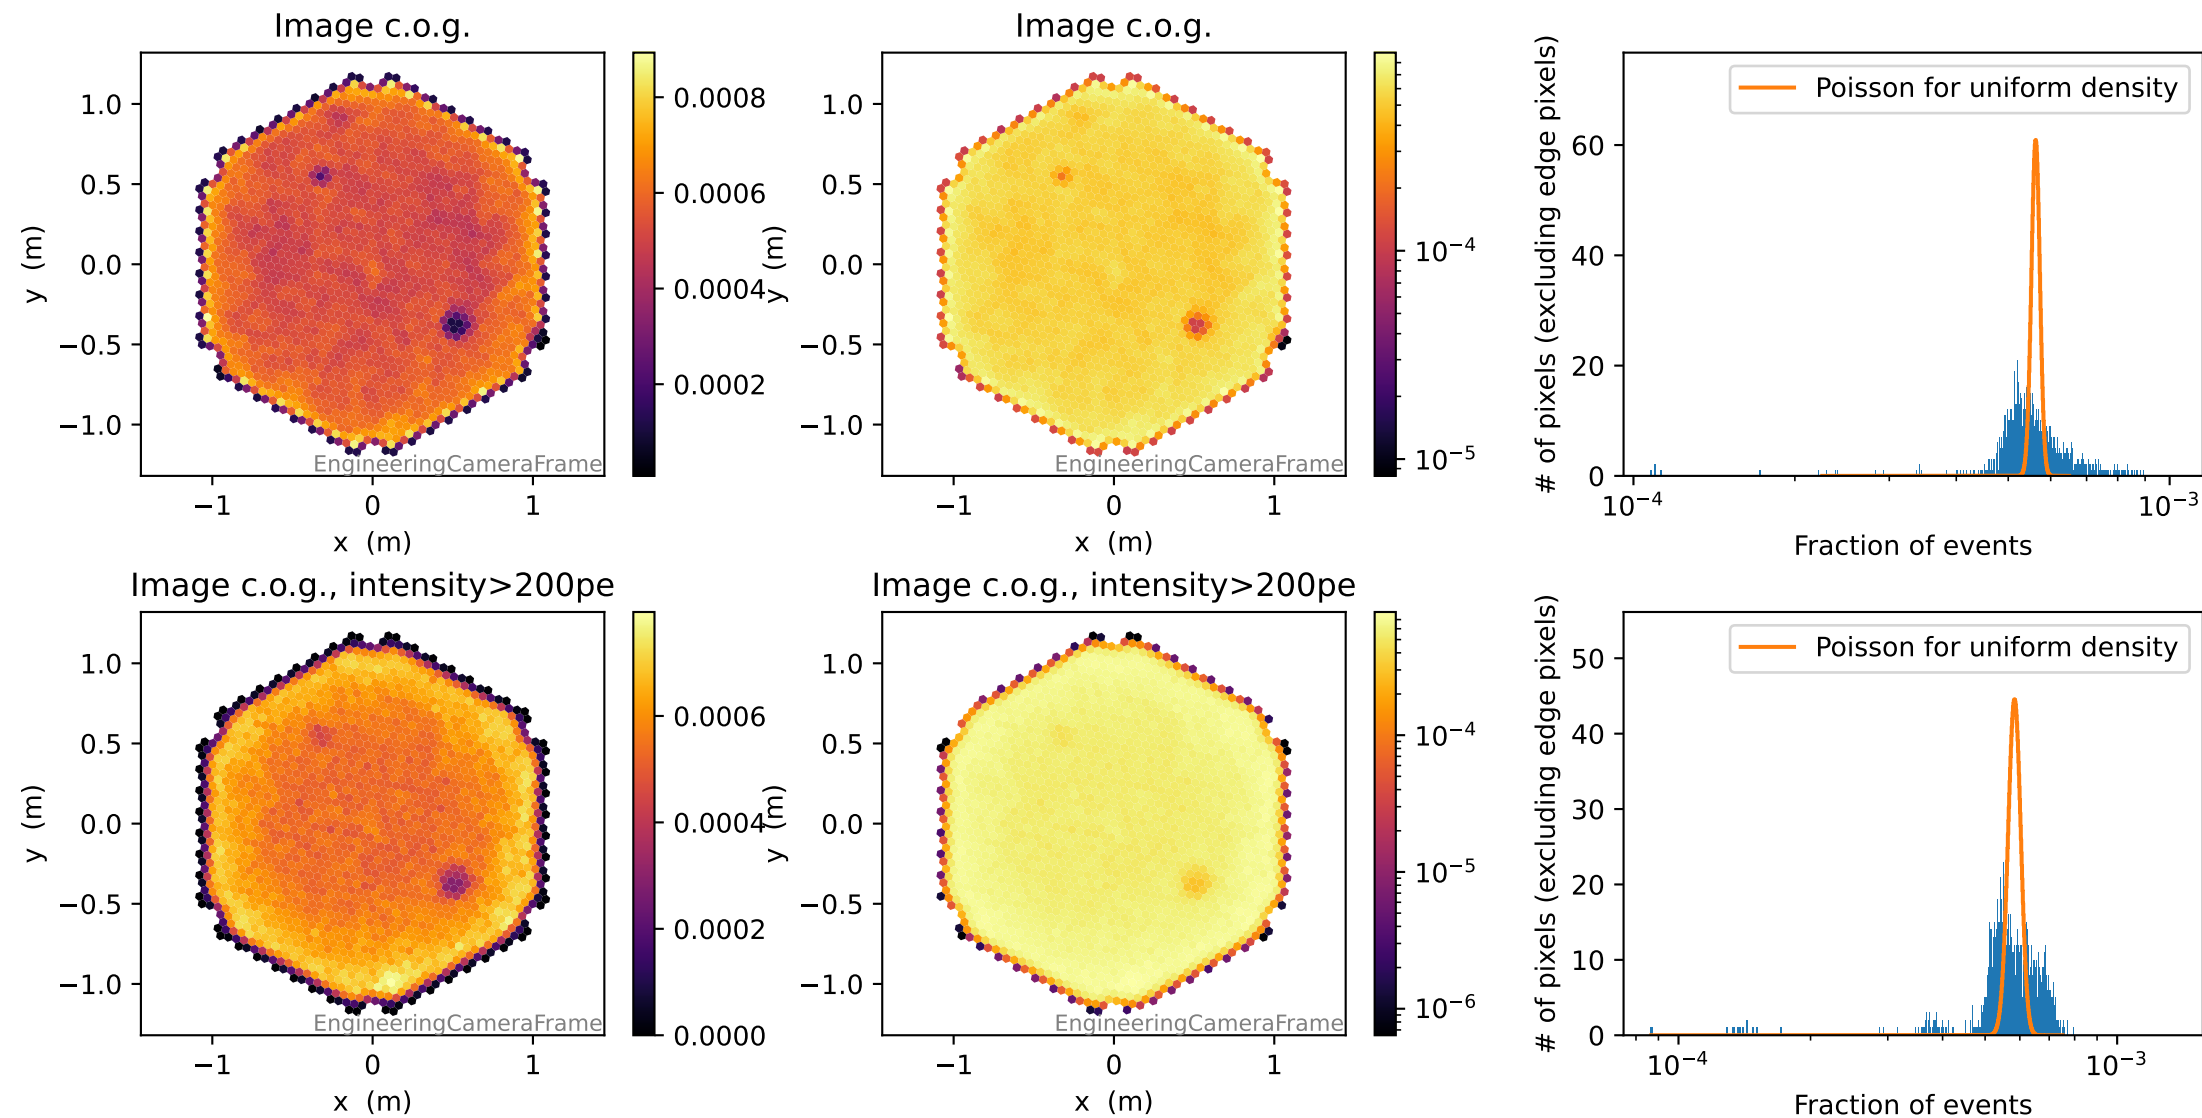 Image c.o.g.
y (m)
1.0
0.5
0.0
−0.5
−1.0
−1
0
1
x (m)
EngineeringCameraFrame
0.0008
0.0006
0.0004
0.0002
Image c.o.g.
y (m)
1.0
0.5
0.0
−0.5
−1.0
−1
0
1
x (m)
EngineeringCameraFrame
10⁻⁴
10⁻⁵
# of pixels (excluding edge pixels)
60
40
20
0
Poisson for uniform density
10⁻⁴
10⁻³
Fraction of events
Image c.o.g., intensity>200pe
y (m)
1.0
0.5
0.0
−0.5
−1.0
−1
0
1
x (m)
EngineeringCameraFrame
0.0006
0.0004
0.0002
0.0000
Image c.o.g., intensity>200pe
y (m)
1.0
0.5
0.0
−0.5
−1.0
−1
0
1
x (m)
EngineeringCameraFrame
10⁻⁴
10⁻⁵
10⁻⁶
# of pixels (excluding edge pixels)
50
40
30
20
10
0
Poisson for uniform density
10⁻⁴
10⁻³
Fraction of events